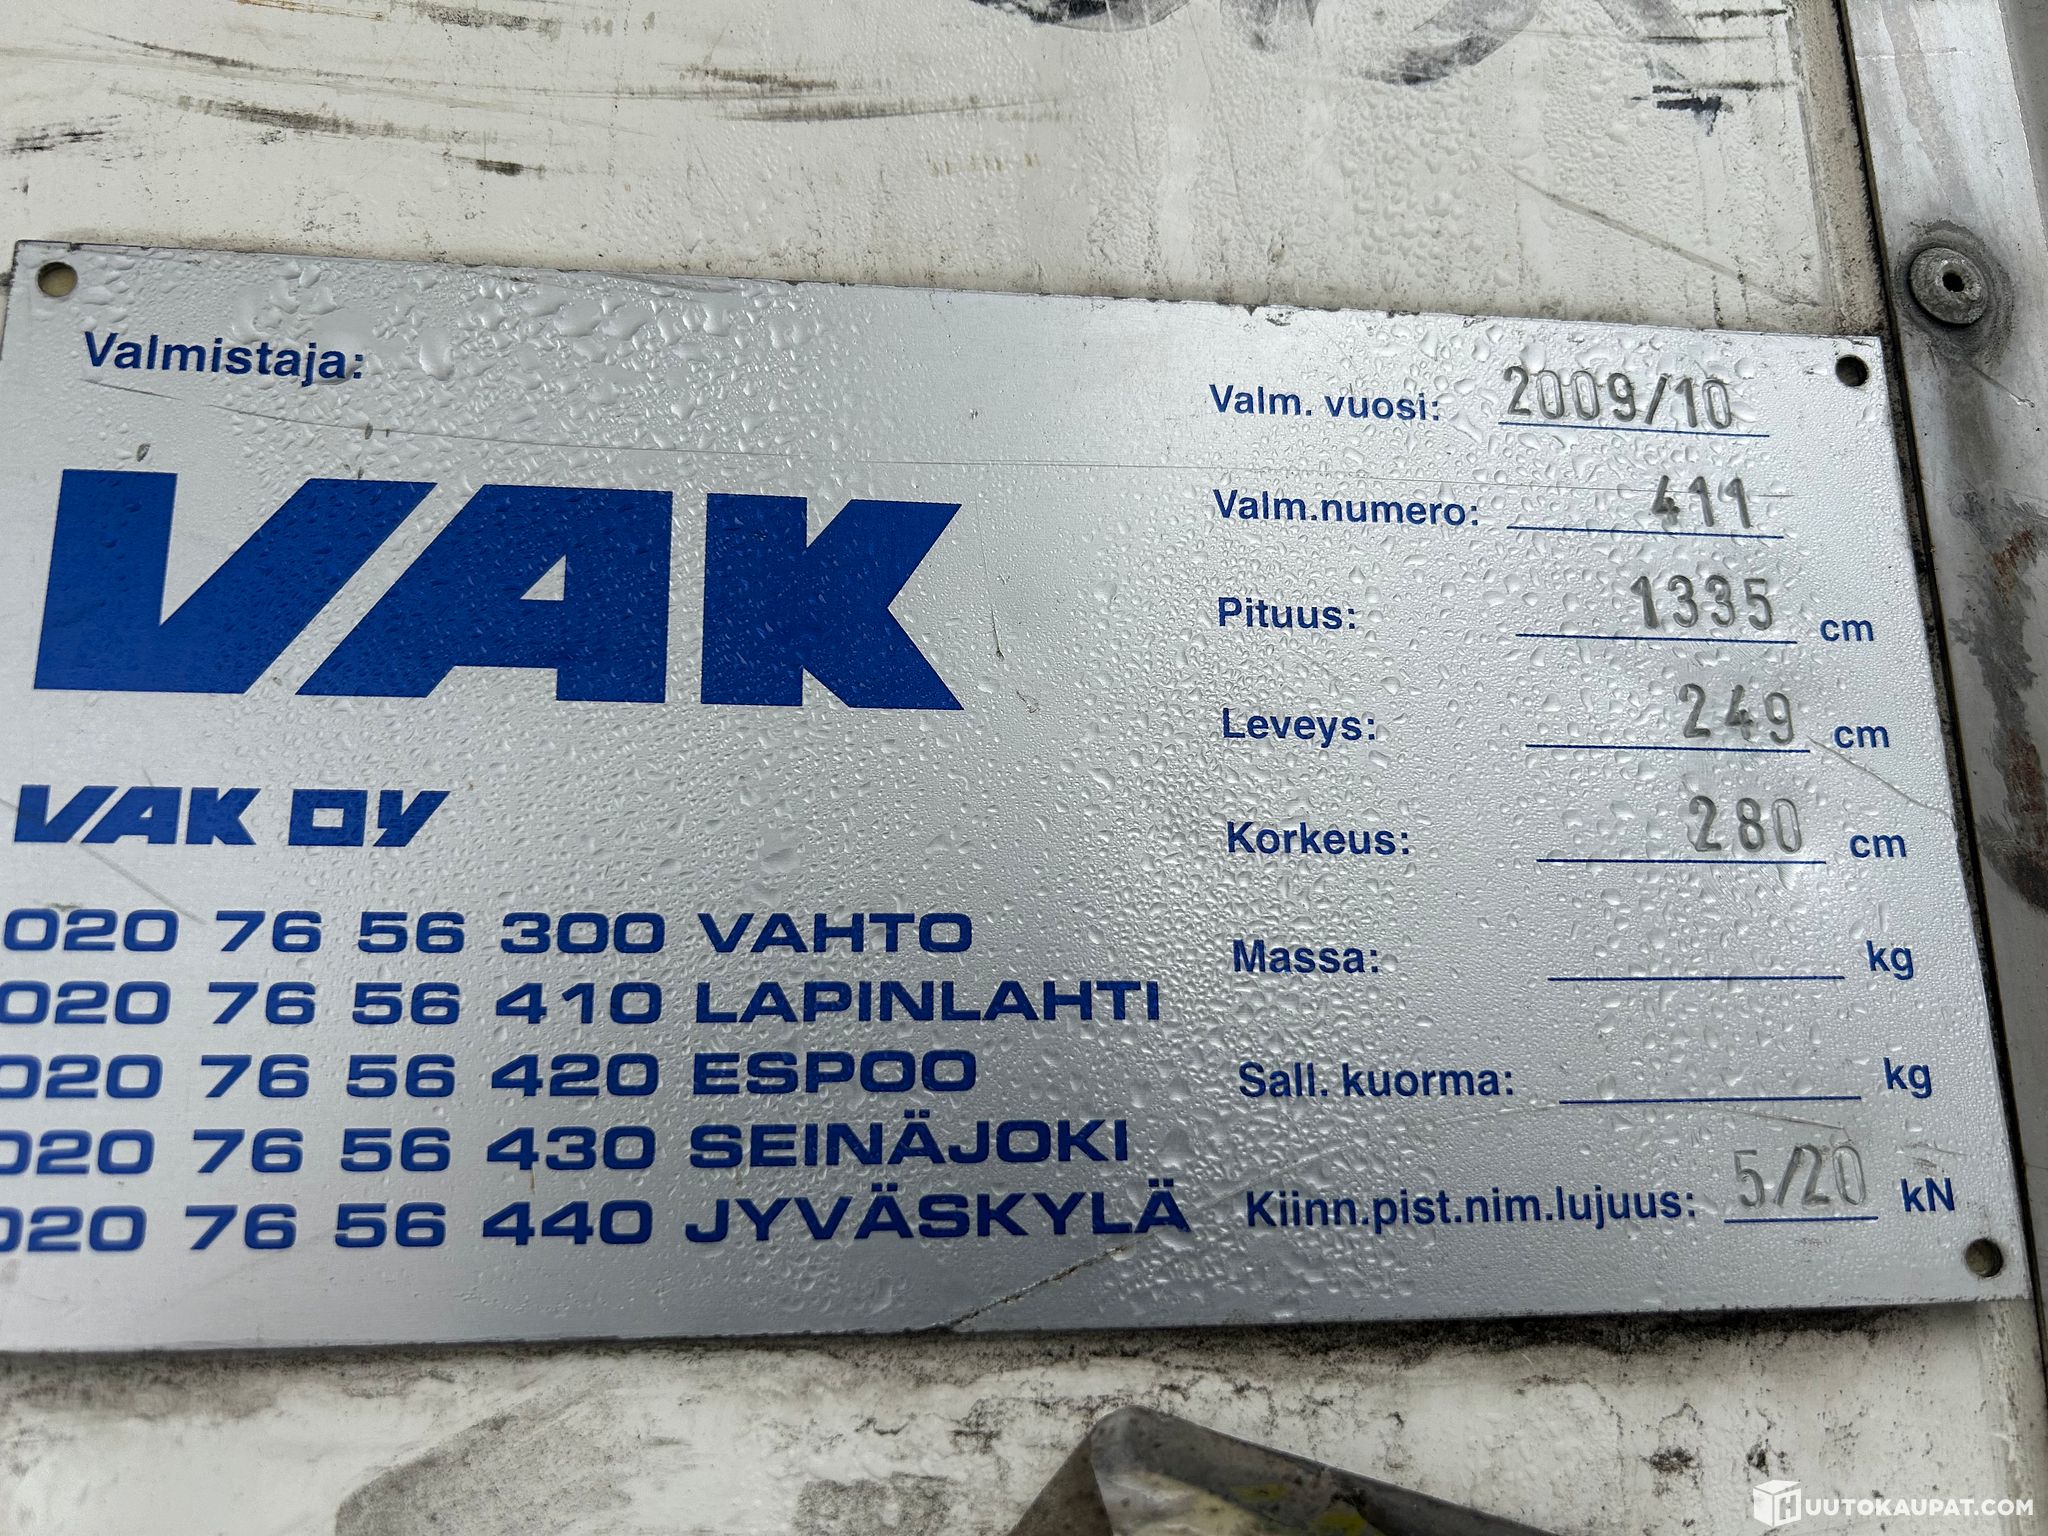 Valmistaja:
VAK
VAK OY
020 76 56 300 VAHTO
020 76 56 410 LAPINLAHTI
020 76 56 420 ESPOO
020 76 56 430 SEINÄJOKI
020 76 56 440 JYVÄSKYLÄ
Valm. vuosi: 2009/10
Valm.numero: 411
Pituus: 1335 cm
Leveys: 249 cm
Korkeus: 280 cm
Massa: kg
Sall. kuorma: kg
Kiinn.pist.nim.lujuus: 5/20 kN
HUUTOKAUPAT.COM